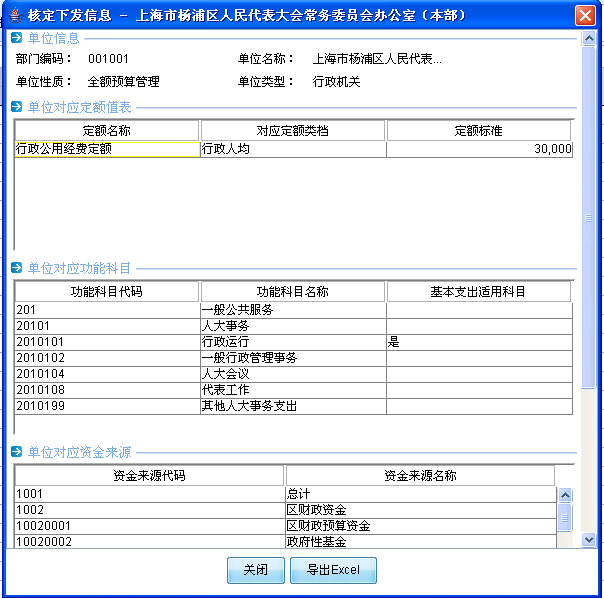 核定下发信息 - 上海市杨浦区人民代表大会常务委员会办公室（本部）
单位信息
部门编码： 001001 单位名称： 上海市杨浦区人民代表...
单位性质： 全额预算管理 单位类型： 行政机关
单位对应定额值表
定额名称 对应定额类档 定额标准
行政公用经费定额 行政人均 30,000
单位对应功能科目
功能科目代码 功能科目名称 基本支出适用科目
201 一般公共服务
20101 人大事务
2010101 行政运行 是
2010102 一般行政管理事务
2010104 人大会议
2010108 代表工作
2010199 其他人大事务支出
单位对应资金来源
资金来源代码 资金来源名称
1001 总计
1002 区财政资金
10020001 区财政预算资金
10020002 政府性基金
关闭 导出Excel